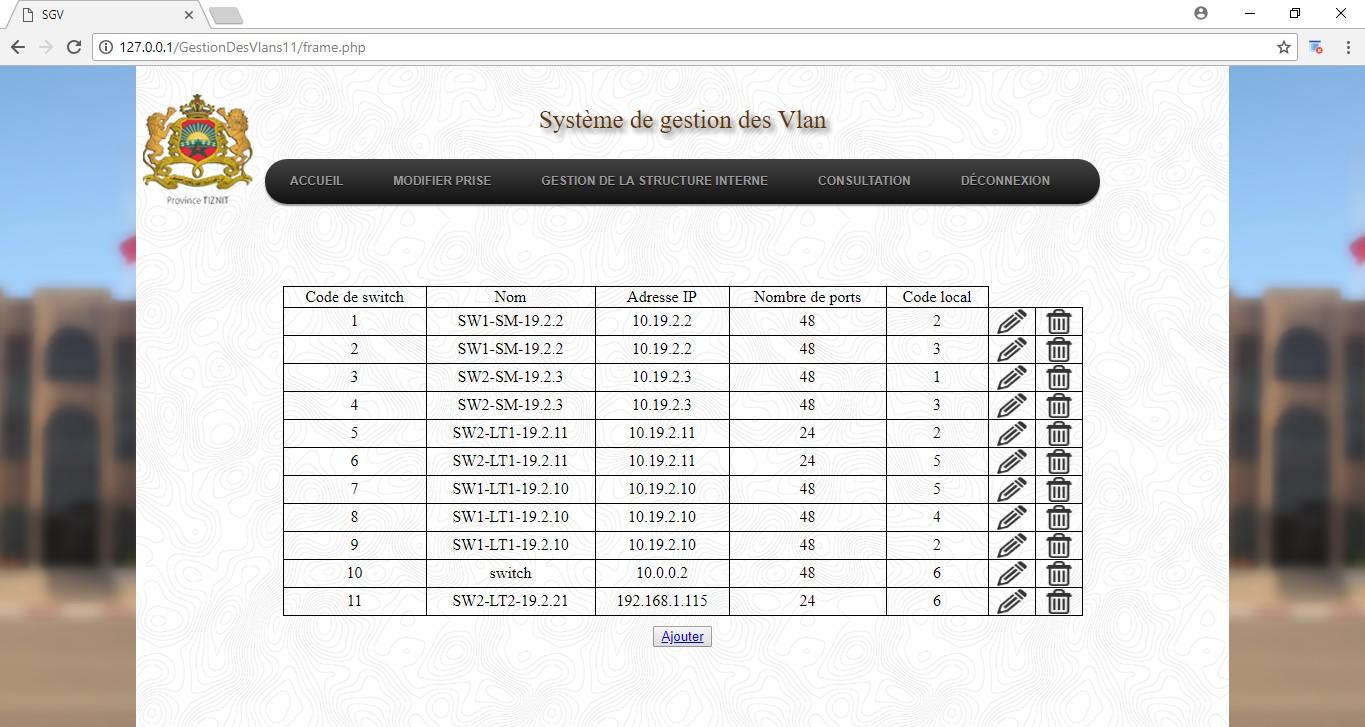 SGV
127.0.0.1/GestionDesVlans11/frame.php
Système de gestion des Vlan
Province TIZNIT
ACCUEIL MODIFIER PRISE GESTION DE LA STRUCTURE INTERNE CONSULTATION DÉCONNEXION
Code de switch Nom Adresse IP Nombre de ports Code local
1 SW1-SM-19.2.2 10.19.2.2 48 2
2 SW1-SM-19.2.2 10.19.2.2 48 3
3 SW2-SM-19.2.3 10.19.2.3 48 1
4 SW2-SM-19.2.3 10.19.2.3 48 3
5 SW2-LT1-19.2.11 10.19.2.11 24 2
6 SW2-LT1-19.2.11 10.19.2.11 24 5
7 SW1-LT1-19.2.10 10.19.2.10 48 5
8 SW1-LT1-19.2.10 10.19.2.10 48 4
9 SW1-LT1-19.2.10 10.19.2.10 48 2
10 switch 10.0.0.2 48 6
11 SW2-LT2-19.2.21 192.168.1.115 24 6
Ajouter